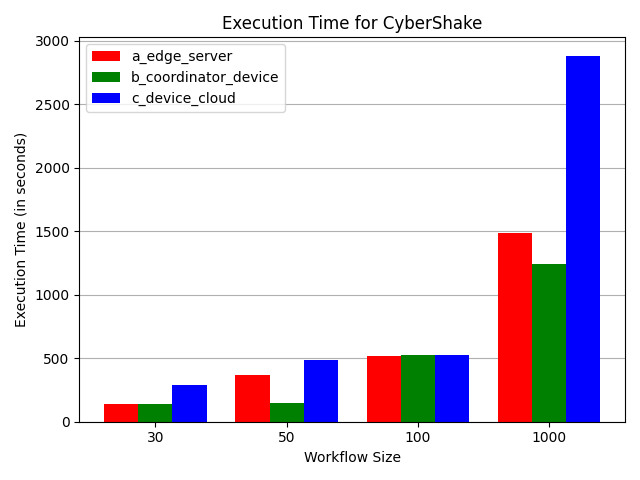 Execution Time for CyberShake
a_edge_server
b_coordinator_device
c_device_cloud
3000
2500
2000
1500
1000
500
0
Execution Time (in seconds)
30 50 100 1000
Workflow Size